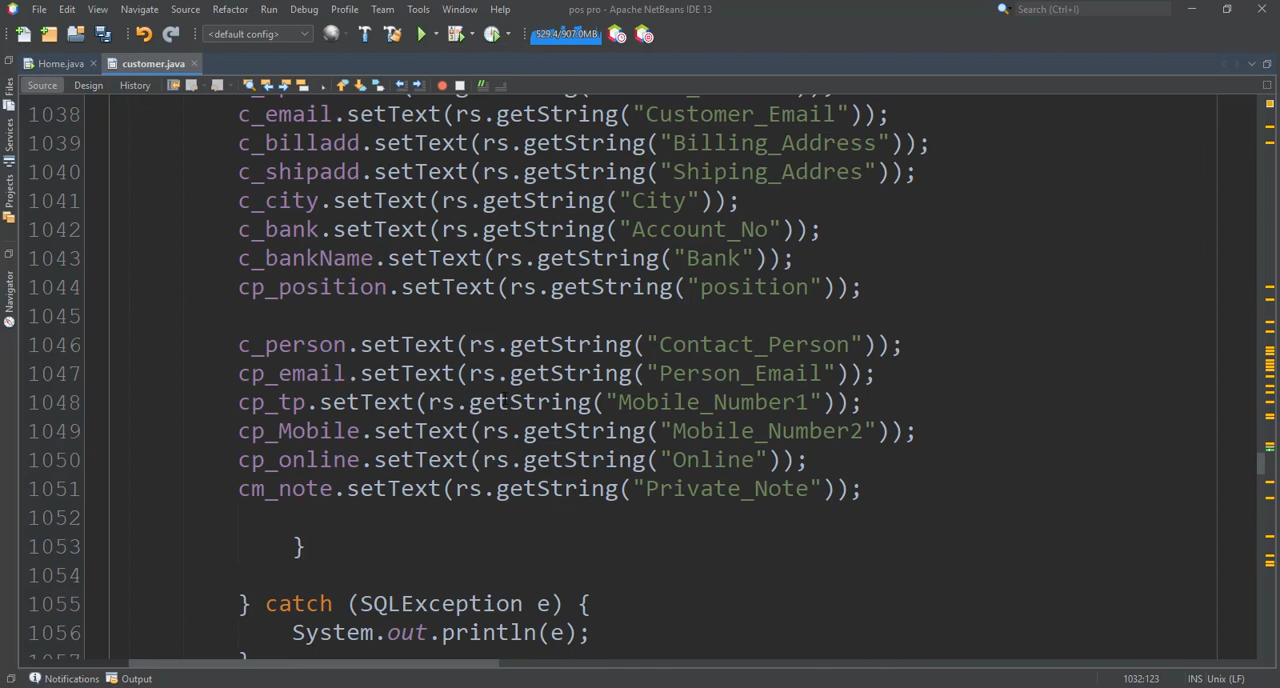 File Edit View Navigate Source Refactor Run Debug Profile Team Tools Window Help pos pro - Apache NetBeans IDE 13 Search (Ctrl+I)
<default config> 529.4/907.0MB
Home.java customer.java
Source Design History
Files
Services
Projects
Navigator
1038 c_email.setText(rs.getString("Customer_Email"));
1039 c_billadd.setText(rs.getString("Billing_Address"));
1040 c_shipadd.setText(rs.getString("Shiping_Addres"));
1041 c_city.setText(rs.getString("City"));
1042 c_bank.setText(rs.getString("Account_No"));
1043 c_bankName.setText(rs.getString("Bank"));
1044 cp_position.setText(rs.getString("position"));
1045
1046 c_person.setText(rs.getString("Contact_Person"));
1047 cp_email.setText(rs.getString("Person_Email"));
1048 cp_tp.setText(rs.getString("Mobile_Number1"));
1049 cp_Mobile.setText(rs.getString("Mobile_Number2"));
1050 cp_online.setText(rs.getString("Online"));
1051 cm_note.setText(rs.getString("Private_Note"));
1052
1053 }
1054
1055 } catch (SQLException e) {
1056 System.out.println(e);
1057 }
Notifications Output 1032:123 INS Unix (LF)